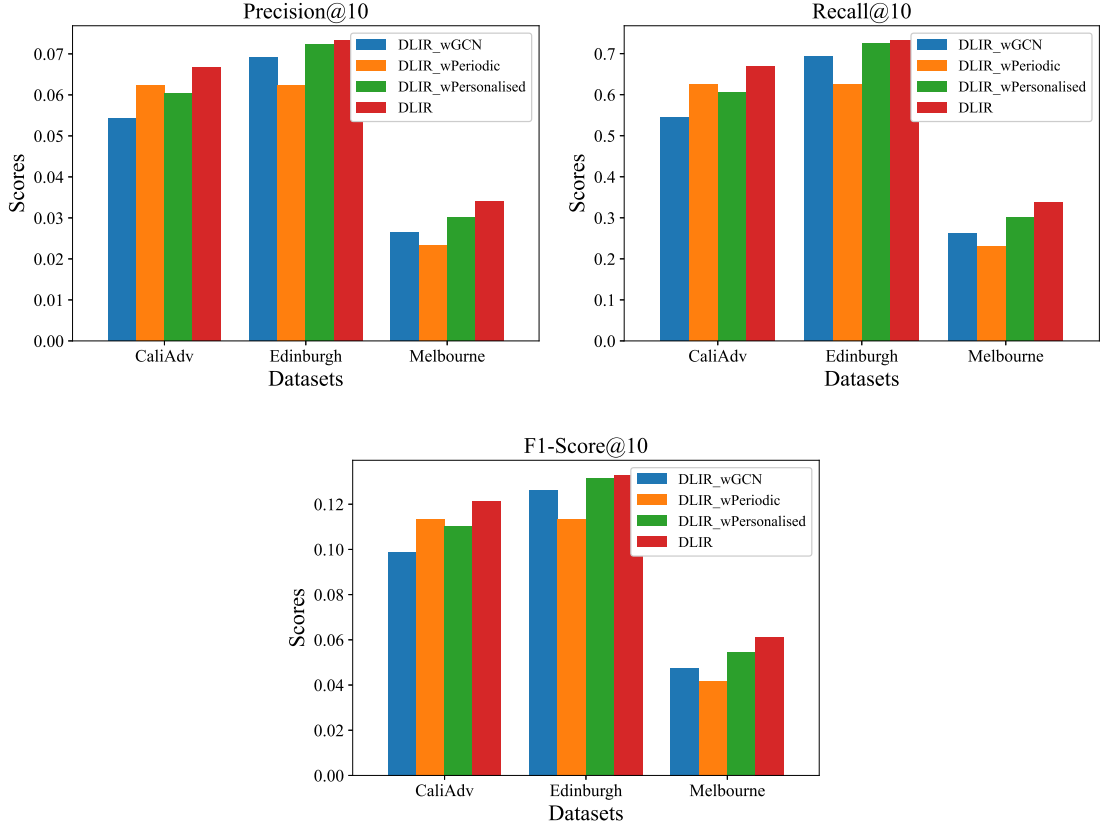 Precision@10
Scores
0.07
0.06
0.05
0.04
0.03
0.02
0.01
0.00
DLIR_wGCN
DLIR_wPeriodic
DLIR_wPersonalised
DLIR
CaliAdv Edinburgh Melbourne
Datasets
Recall@10
Scores
0.7
0.6
0.5
0.4
0.3
0.2
0.1
0.0
DLIR_wGCN
DLIR_wPeriodic
DLIR_wPersonalised
DLIR
CaliAdv Edinburgh Melbourne
Datasets
F1-Score@10
Scores
0.12
0.10
0.08
0.06
0.04
0.02
0.00
DLIR_wGCN
DLIR_wPeriodic
DLIR_wPersonalised
DLIR
CaliAdv Edinburgh Melbourne
Datasets